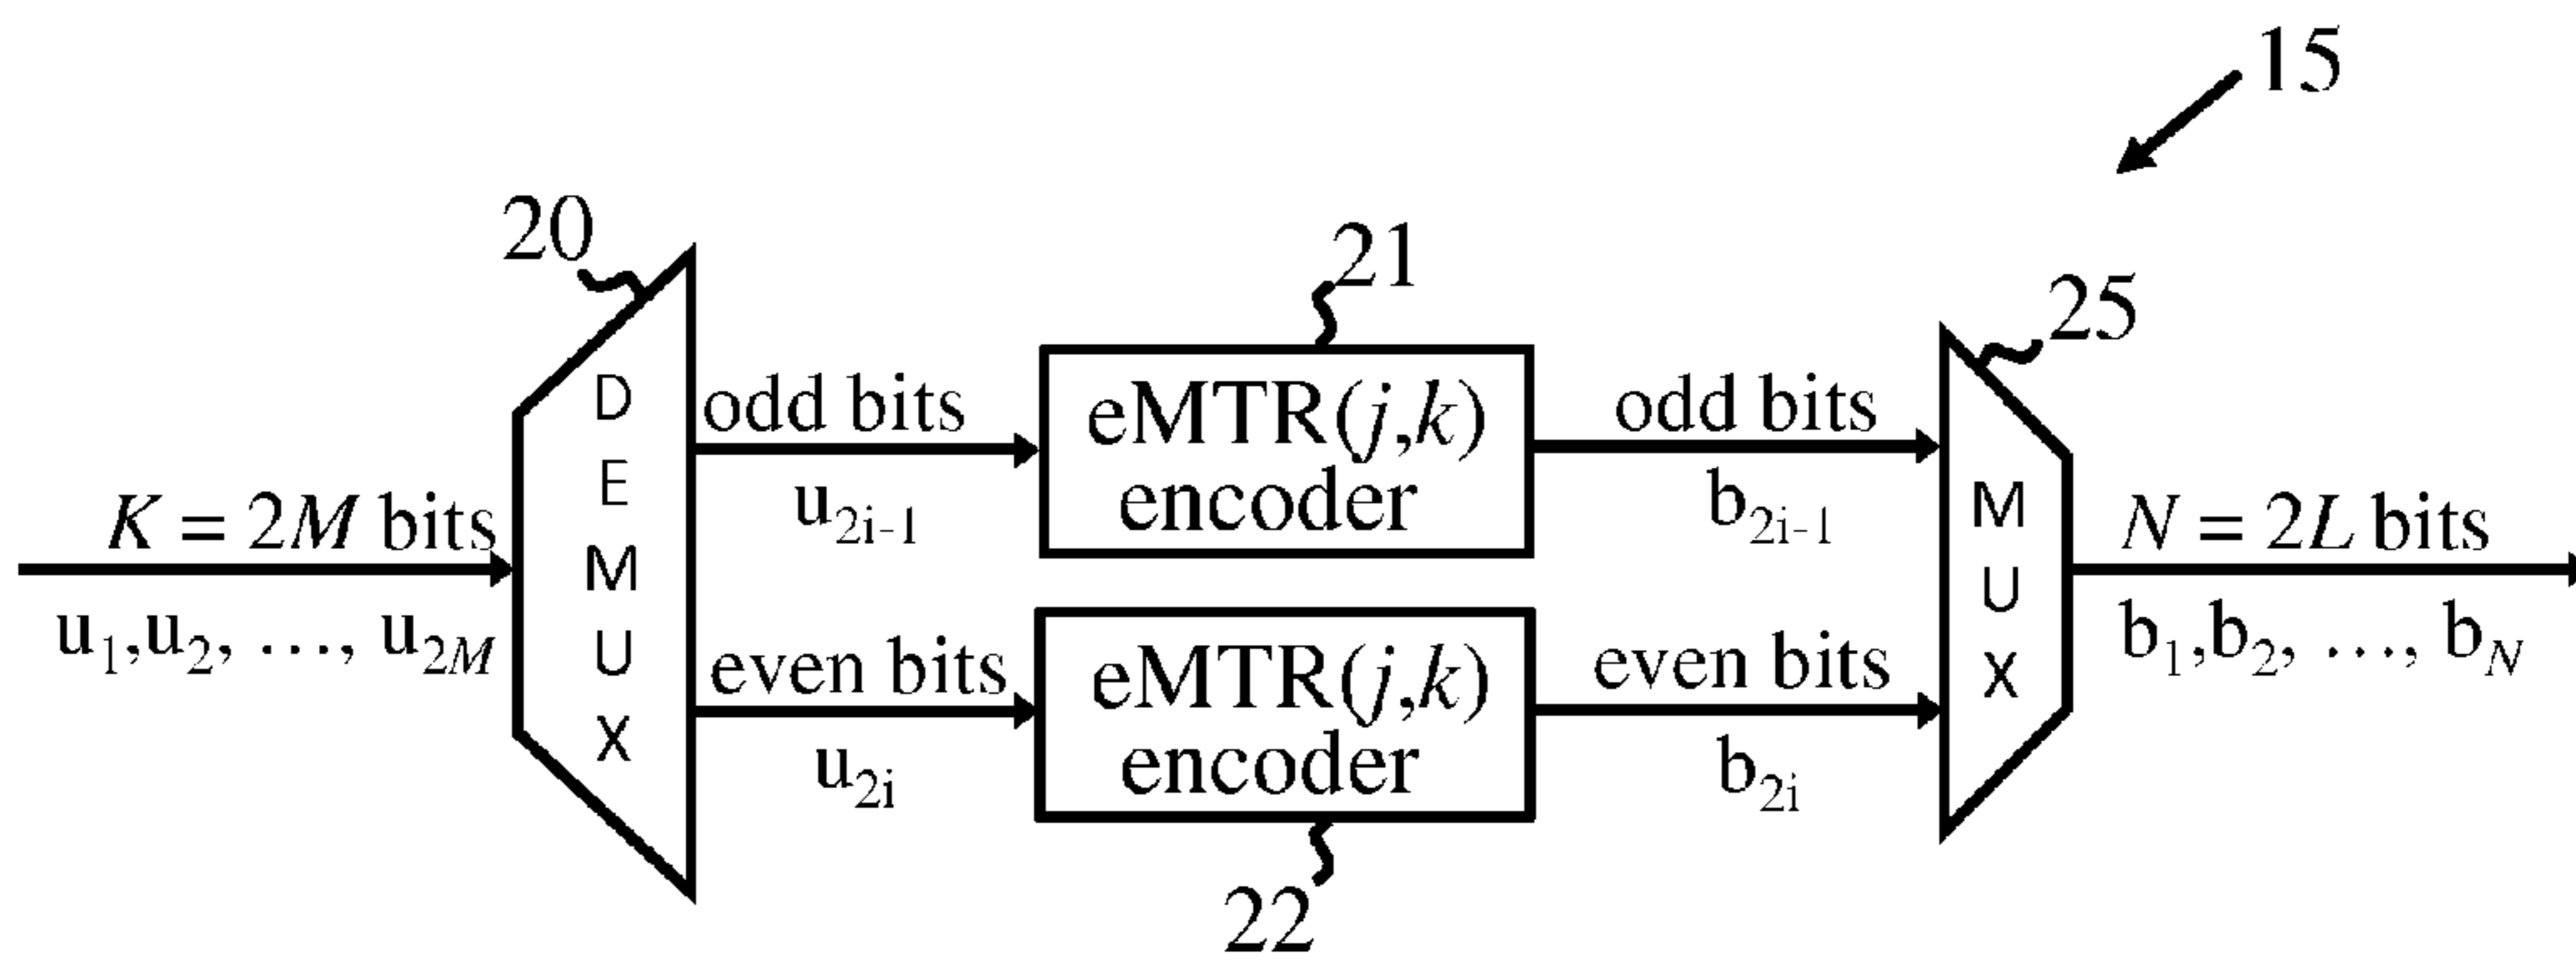 15
20
21
25
D
E
M
U
X
odd bits
u2i-1
eMTR(j,k)
encoder
odd bits
b2i-1
M
U
X
K = 2M bits
u1,u2, …, u2M
N = 2L bits
b1,b2, …, bN
even bits
u2i
eMTR(j,k)
encoder
even bits
b2i
22